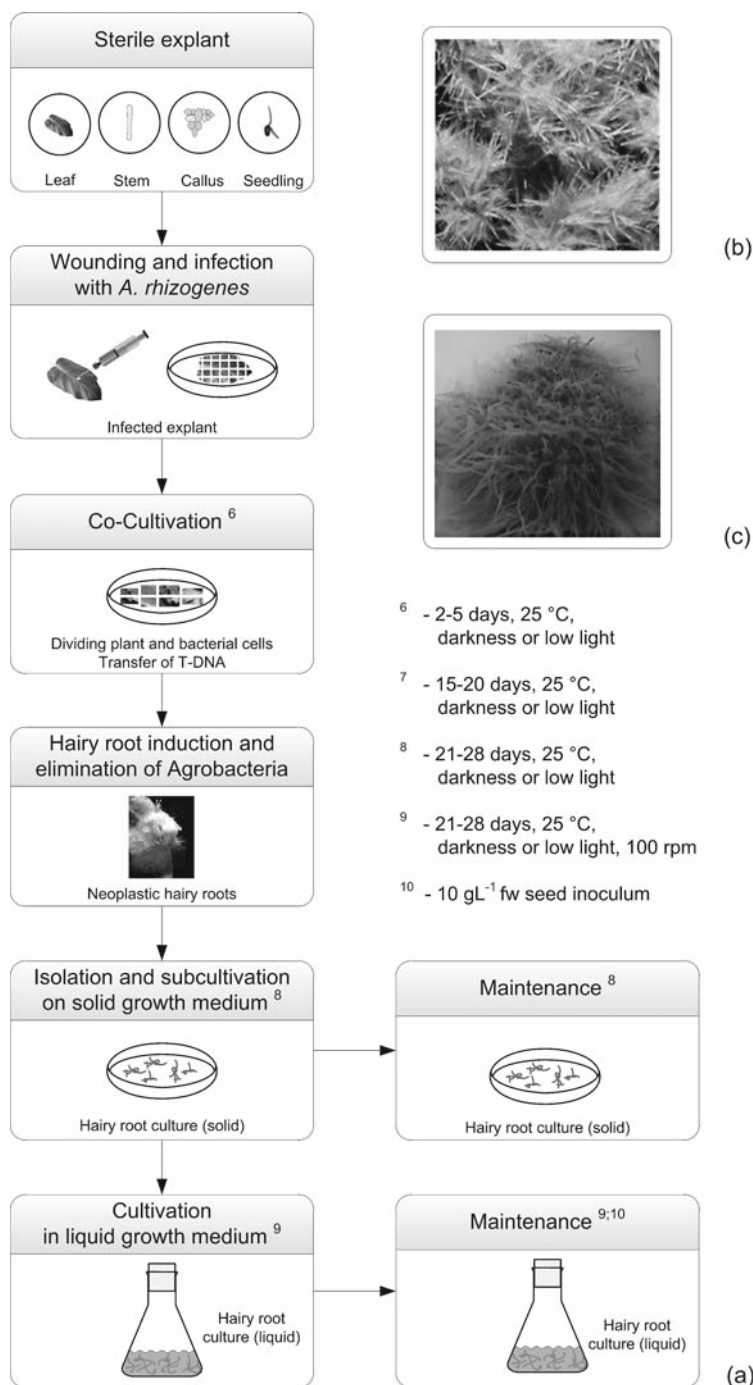 Sterile explant
Leaf
Stem
Callus
Seedling
Wounding and infection
with A. rhizogenes
Infected explant
Co-Cultivation 6
Dividing plant and bacterial cells
Transfer of T-DNA
Hairy root induction and
elimination of Agrobacteria
Neoplastic hairy roots
Isolation and subcultivation
on solid growth medium 8
Hairy root culture (solid)
Maintenance 8
Hairy root culture (solid)
Cultivation
in liquid growth medium 9
Hairy root
culture (liquid)
Maintenance 9;10
Hairy root
culture (liquid)
(a)
(b)
(c)
6 - 2-5 days, 25 °C,
darkness or low light
7 - 15-20 days, 25 °C,
darkness or low light
8 - 21-28 days, 25 °C,
darkness or low light
9 - 21-28 days, 25 °C,
darkness or low light, 100 rpm
10 - 10 gL⁻¹ fw seed inoculum